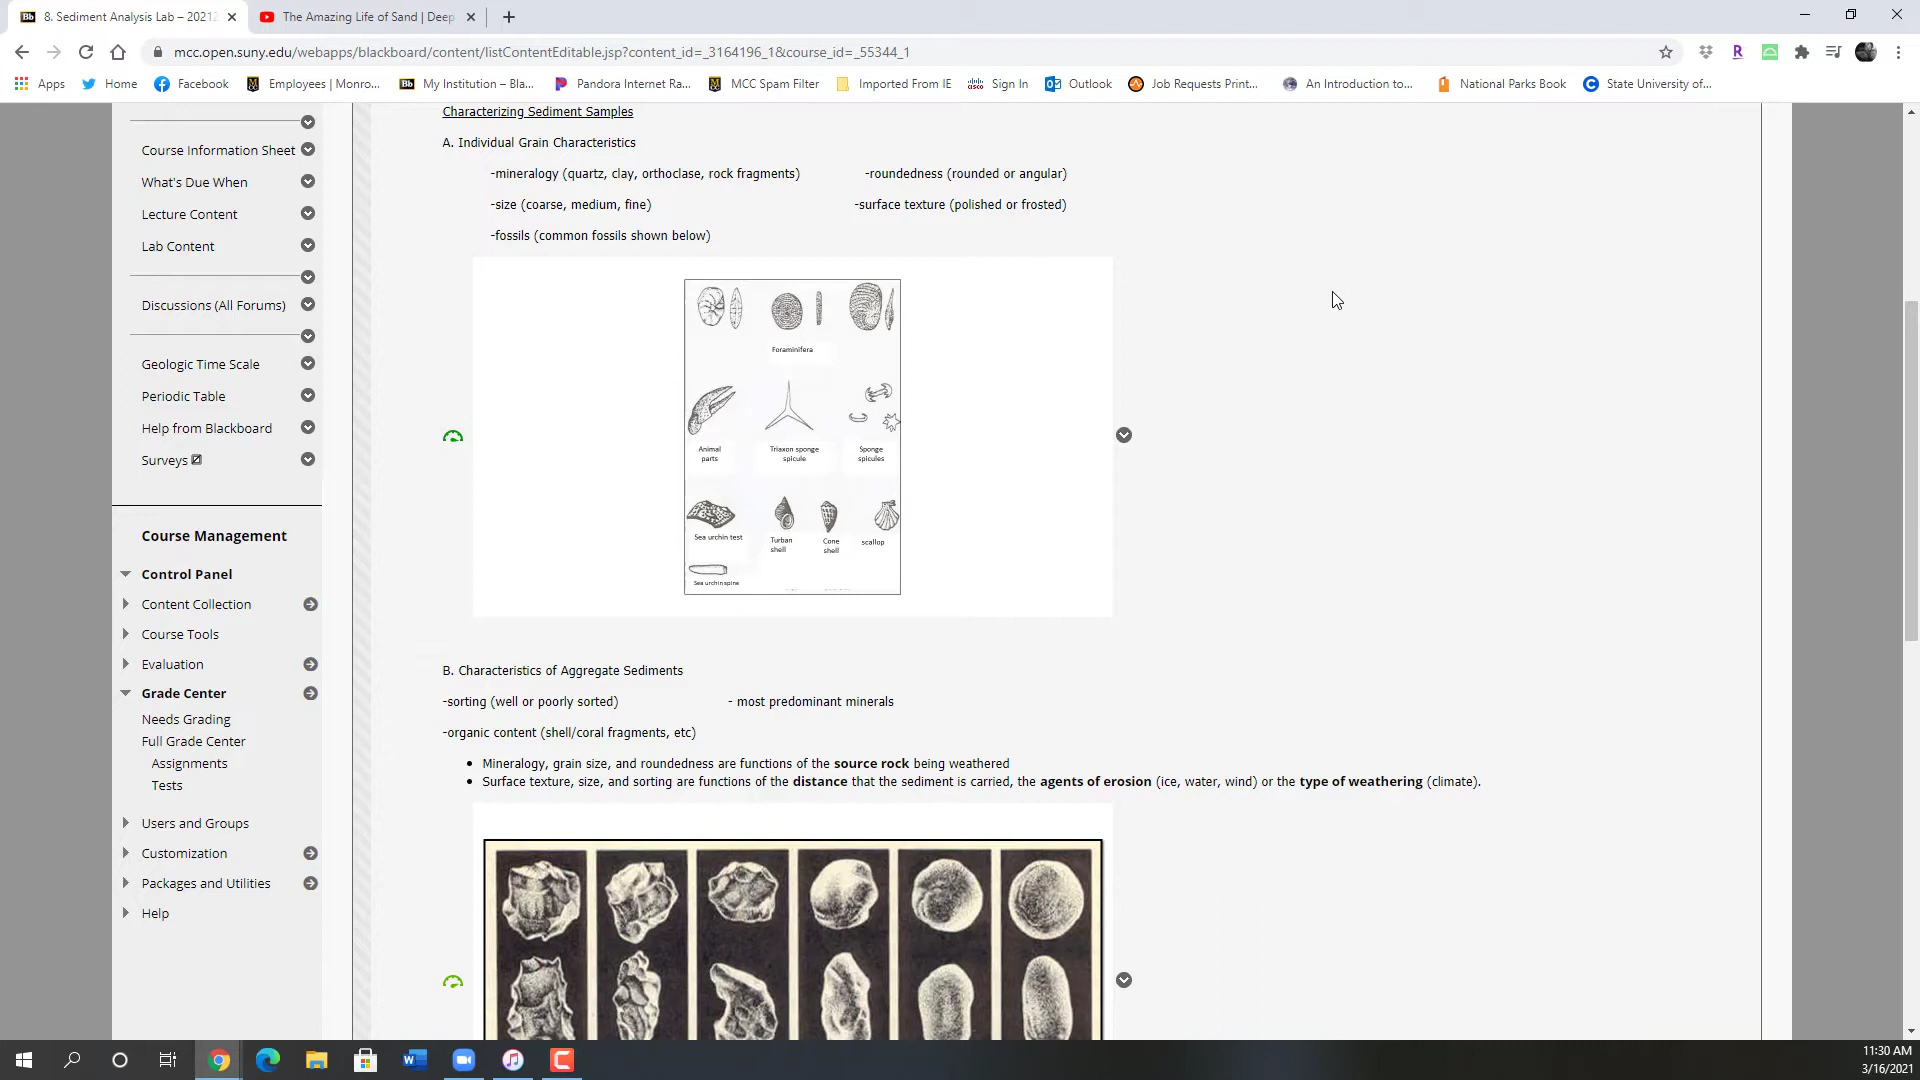 8. Sediment Analysis Lab – 20212
The Amazing Life of Sand | Deep
mcc.open.suny.edu/webapps/blackboard/content/listContentEditable.jsp?content_id=_3164196_1&course_id=_55344_1
Apps
Home
Facebook
Employees | Monro...
My Institution – Bla...
Pandora Internet Ra...
MCC Spam Filter
Imported From IE
Sign In
Outlook
Job Requests Print...
An Introduction to...
National Parks Book
State University of...
Course Information Sheet
What's Due When
Lecture Content
Lab Content
Discussions (All Forums)
Geologic Time Scale
Periodic Table
Help from Blackboard
Surveys
Course Management
Control Panel
Content Collection
Course Tools
Evaluation
Grade Center
Needs Grading
Full Grade Center
Assignments
Tests
Users and Groups
Customization
Packages and Utilities
Help
Characterizing Sediment Samples
A. Individual Grain Characteristics
-mineralogy (quartz, clay, orthoclase, rock fragments) -roundedness (rounded or angular)
-size (coarse, medium, fine) -surface texture (polished or frosted)
-fossils (common fossils shown below)
Foraminifera
Animal
parts
Triaxon sponge
spicule
Sponge
spicules
Sea urchin test
Turban
shell
Cone
shell
scallop
Sea urchin spine
B. Characteristics of Aggregate Sediments
-sorting (well or poorly sorted) - most predominant minerals
-organic content (shell/coral fragments, etc)
• Mineralogy, grain size, and roundedness are functions of the source rock being weathered
• Surface texture, size, and sorting are functions of the distance that the sediment is carried, the agents of erosion (ice, water, wind) or the type of weathering (climate).
11:30 AM
3/16/2021